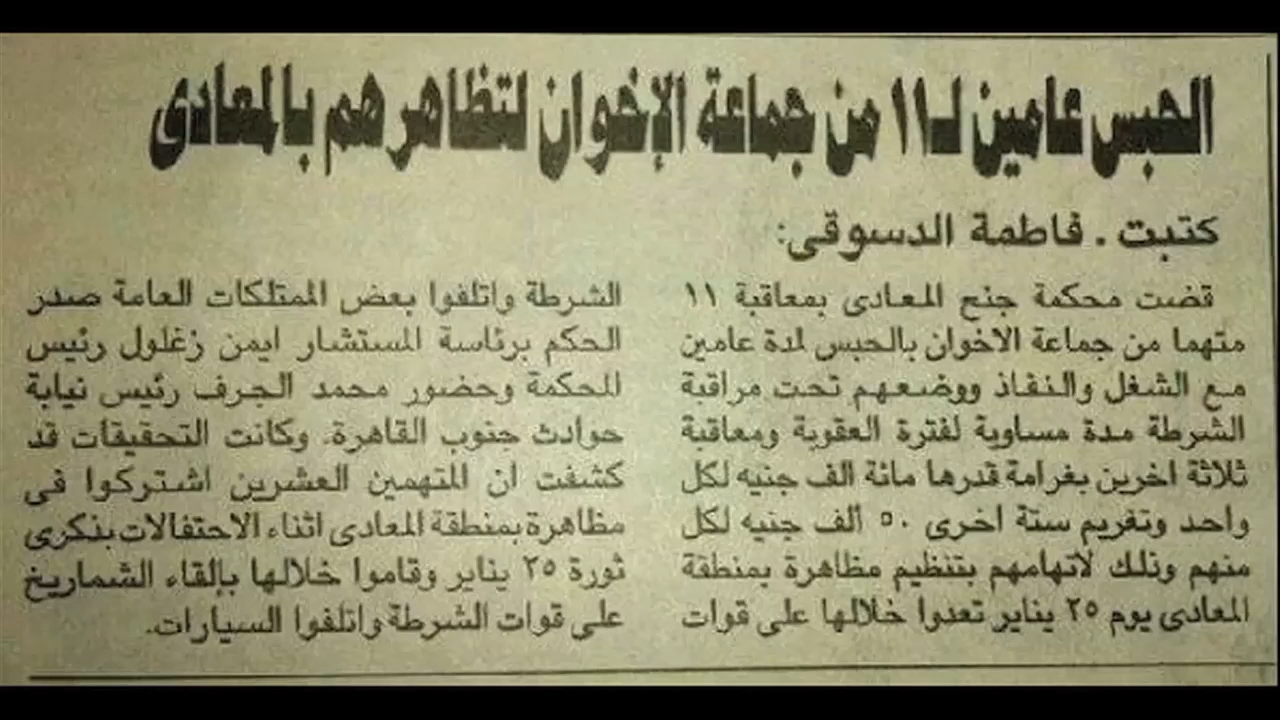 الحبس عامين لـ ١١ من جماعة الإخوان لتظاهرهم بالمعادى
كتبت . فاطمة الدسوقى:
قضت محكمة جنح المعادى بمعاقبة ١١
متهما من جماعة الاخوان بالحبس لمدة عامين
مع الشغل والنفاذ ووضعهم تحت مراقبة
الشرطة مدة مساوية لفترة العقوبة ومعاقبة
ثلاثة اخرين بغرامة قدرها مائة الف جنيه لكل
واحد وتغريم ستة اخرى ٥٠ ألف جنيه لكل
منهم وذلك لاتهامهم بتنظيم مظاهرة بمنطقة
المعادى يوم ٢٥ يناير تعدوا خلالها على قوات
الشرطة واتلفوا بعض الممتلكات العامة صدر
الحكم برئاسة المستشار ايمن زغلول رئيس
المحكمة وحضور محمد الجرف رئيس نيابة
حوادث جنوب القاهرة. وكانت التحقيقات قد
كشفت ان المتهمين العشرين اشتركوا فى
مظاهرة بمنطقة المعادى اثناء الاحتفالات بذكرى
ثورة ٢٥ يناير وقاموا خلالها بإلقاء الشماريخ
على قوات الشرطة واتلفوا السيارات.